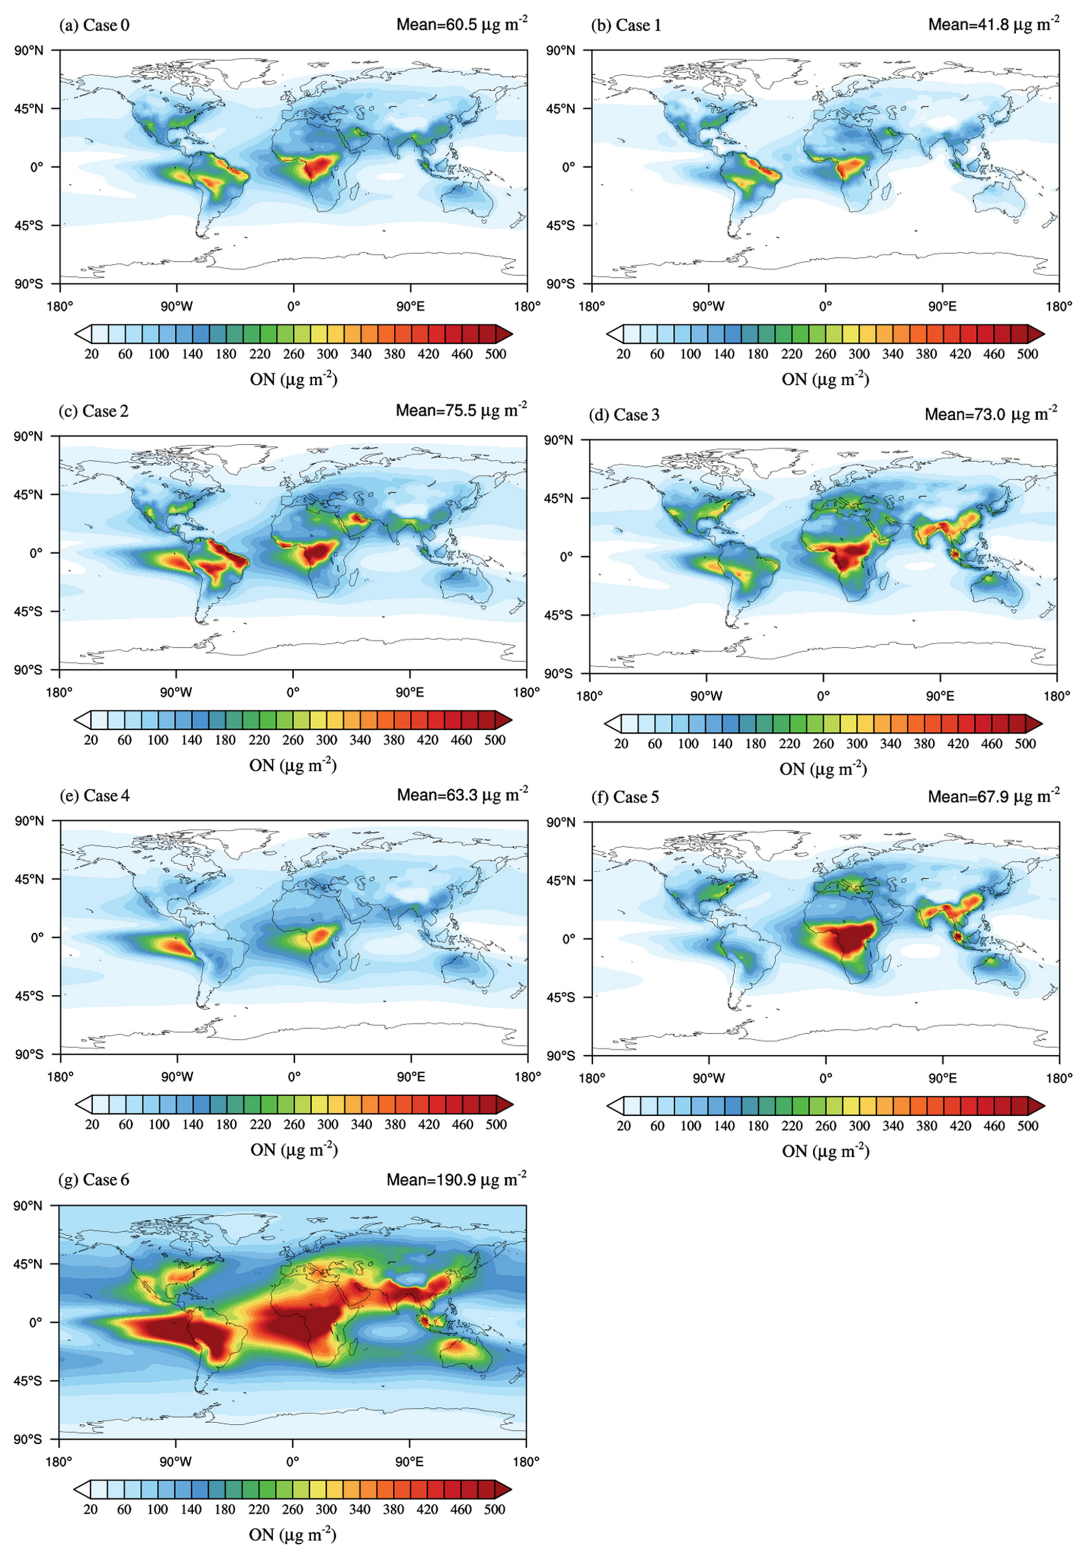 (a) Case 0 Mean=60.5 µg m-2
90°N
45°N
0°
45°S
90°S
180° 90°W 0° 90°E 180°
20 60 100 140 180 220 260 300 340 380 420 460 500
ON (µg m-2)
(b) Case 1 Mean=41.8 µg m-2
90°N
45°N
0°
45°S
90°S
180° 90°W 0° 90°E 180°
20 60 100 140 180 220 260 300 340 380 420 460 500
ON (µg m-2)
(c) Case 2 Mean=75.5 µg m-2
90°N
45°N
0°
45°S
90°S
180° 90°W 0° 90°E 180°
20 60 100 140 180 220 260 300 340 380 420 460 500
ON (µg m-2)
(d) Case 3 Mean=73.0 µg m-2
90°N
45°N
0°
45°S
90°S
180° 90°W 0° 90°E 180°
20 60 100 140 180 220 260 300 340 380 420 460 500
ON (µg m-2)
(e) Case 4 Mean=63.3 µg m-2
90°N
45°N
0°
45°S
90°S
180° 90°W 0° 90°E 180°
20 60 100 140 180 220 260 300 340 380 420 460 500
ON (µg m-2)
(f) Case 5 Mean=67.9 µg m-2
90°N
45°N
0°
45°S
90°S
180° 90°W 0° 90°E 180°
20 60 100 140 180 220 260 300 340 380 420 460 500
ON (µg m-2)
(g) Case 6 Mean=190.9 µg m-2
90°N
45°N
0°
45°S
90°S
180° 90°W 0° 90°E 180°
20 60 100 140 180 220 260 300 340 380 420 460 500
ON (µg m-2)